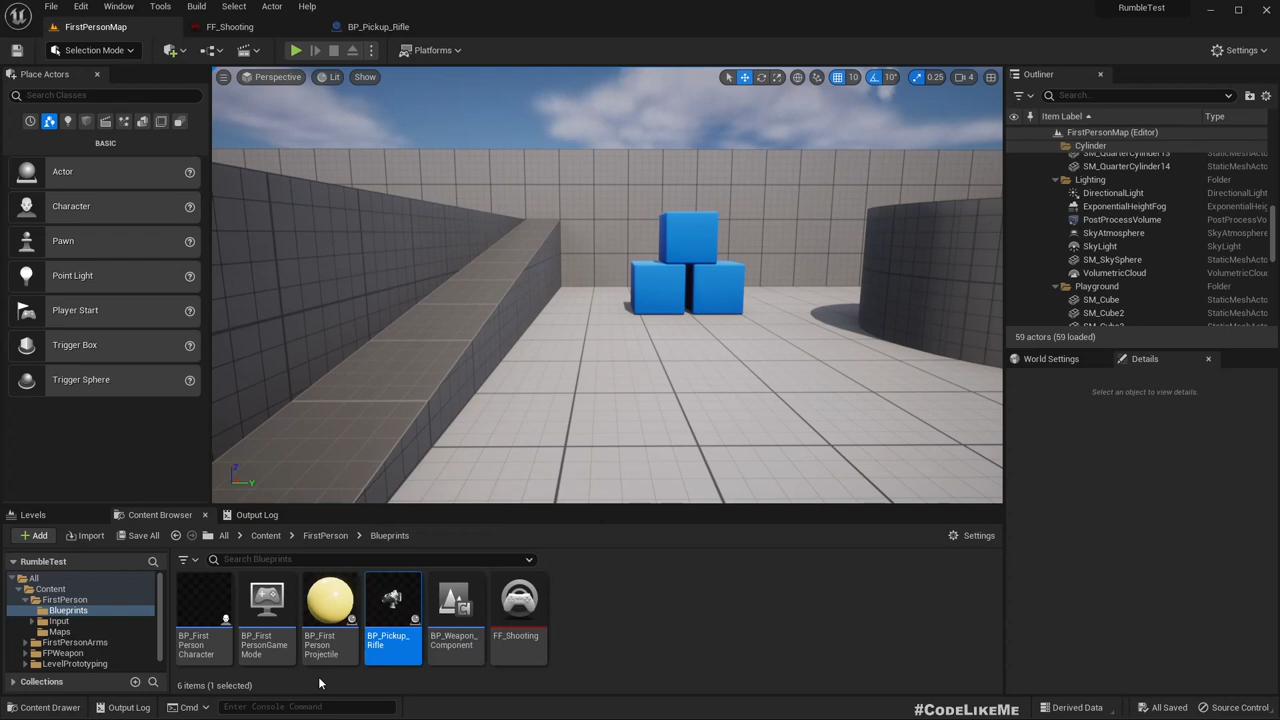 File Edit Window Tools Build Select Actor Help
RumbleTest
FirstPersonMap
FF_Shooting
BP_Pickup_Rifle
Selection Mode
Platforms
Settings
Place Actors
Search Classes
BASIC
Actor
Character
Pawn
Point Light
Player Start
Trigger Box
Trigger Sphere
Perspective Lit Show
10 10° 0.25 4
Outliner
Search...
Item Label Type
FirstPersonMap (Editor)
Cylinder
SM_QuarterCylinder13 StaticMeshActo
SM_QuarterCylinder14 StaticMeshActo
Lighting Folder
DirectionalLight DirectionalLight
ExponentialHeightFog ExponentialHeig
PostProcessVolume PostProcessVolu
SkyAtmosphere SkyAtmosphere
SkyLight SkyLight
SM_SkySphere StaticMeshActo
VolumetricCloud VolumetricCloud
Playground Folder
SM_Cube StaticMeshActo
SM_Cube2 StaticMeshActo
59 actors (59 loaded)
World Settings Details
Select an object to view details.
Z
Y
Levels Content Browser Output Log
Add Import Save All All Content FirstPerson Blueprints Settings
RumbleTest
Search Blueprints
All
Content
FirstPerson
Blueprints
Input
Maps
FirstPersonArms
FPWeapon
LevelPrototyping
Collections
BP_First
Person
Character
BP_First
PersonGame
Mode
BP_First
Person
Projectile
BP_Pickup_
Rifle
BP_Weapon_
Component
FF_Shooting
6 items (1 selected)
Content Drawer Output Log Cmd Enter Console Command
#CodeLikeMe
Derived Data All Saved Source Control